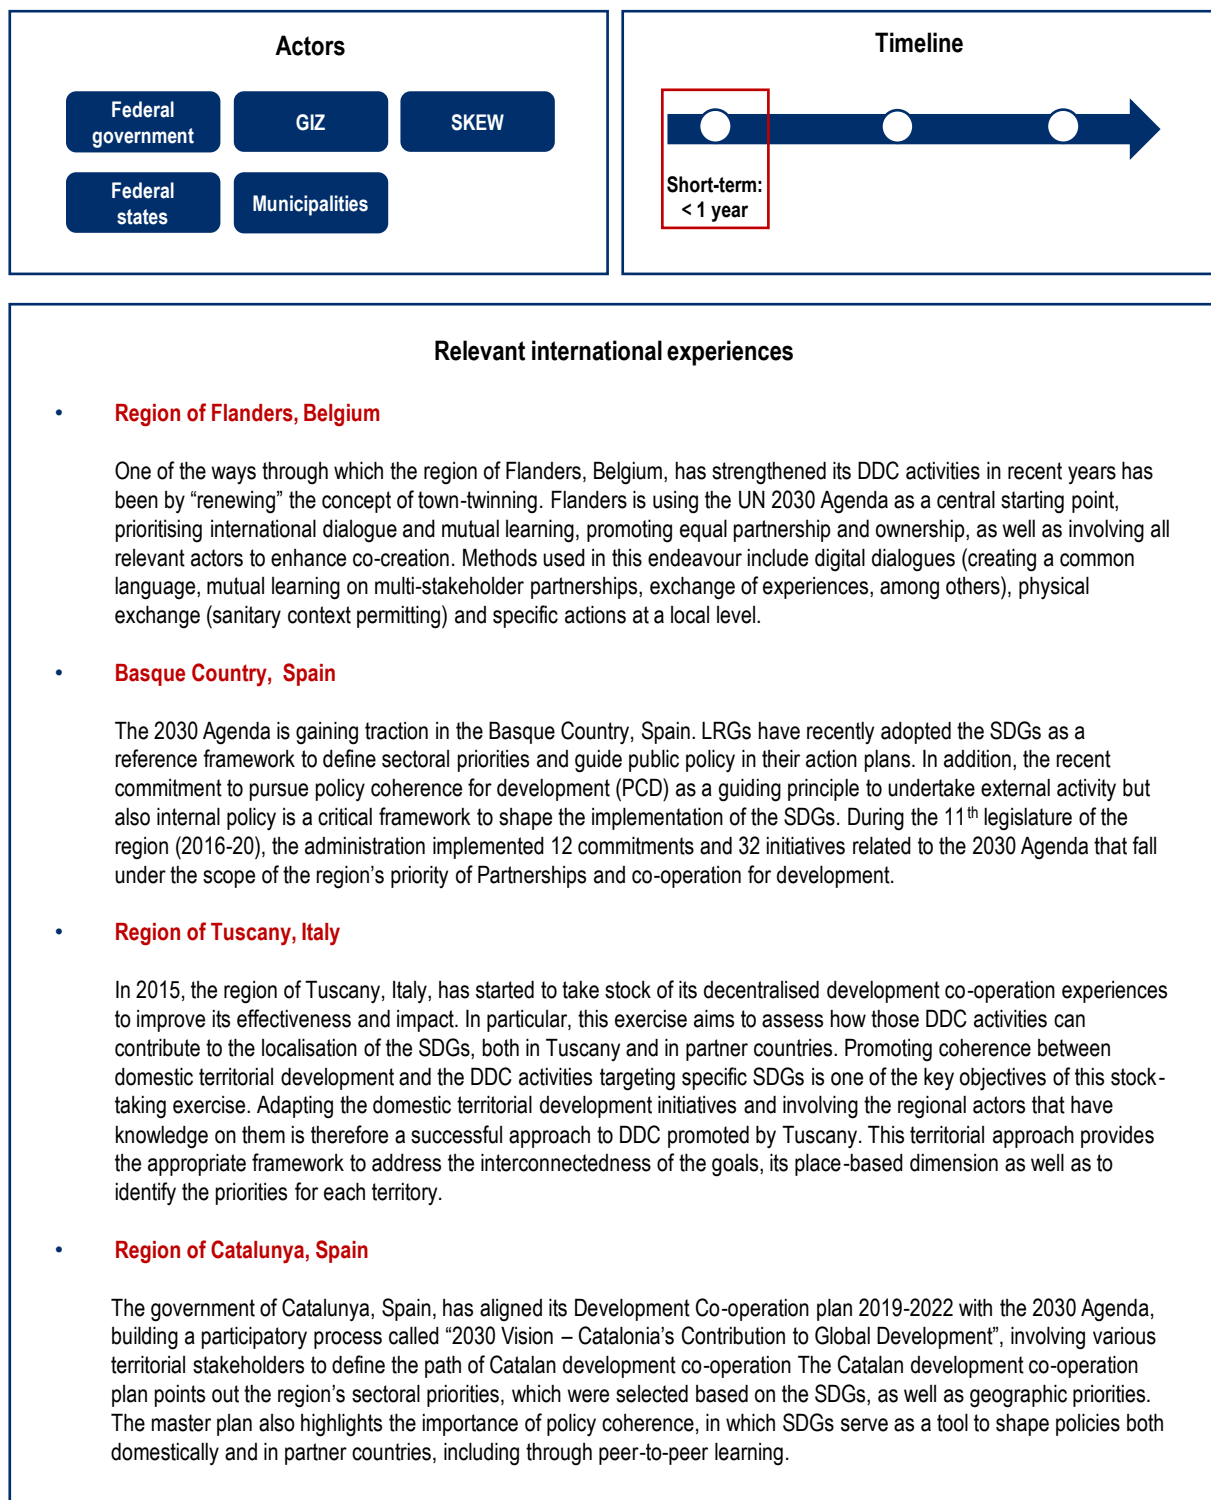 Actors
Federal
government
GIZ
SKEW
Federal
states
Municipalities
Timeline
Short-term:
< 1 year
Relevant international experiences
• Region of Flanders, Belgium
One of the ways through which the region of Flanders, Belgium, has strengthened its DDC activities in recent years has
been by “renewing” the concept of town-twinning. Flanders is using the UN 2030 Agenda as a central starting point,
prioritising international dialogue and mutual learning, promoting equal partnership and ownership, as well as involving all
relevant actors to enhance co-creation. Methods used in this endeavour include digital dialogues (creating a common
language, mutual learning on multi-stakeholder partnerships, exchange of experiences, among others), physical
exchange (sanitary context permitting) and specific actions at a local level.
• Basque Country, Spain
The 2030 Agenda is gaining traction in the Basque Country, Spain. LRGs have recently adopted the SDGs as a
reference framework to define sectoral priorities and guide public policy in their action plans. In addition, the recent
commitment to pursue policy coherence for development (PCD) as a guiding principle to undertake external activity but
also internal policy is a critical framework to shape the implementation of the SDGs. During the 11th legislature of the
region (2016-20), the administration implemented 12 commitments and 32 initiatives related to the 2030 Agenda that fall
under the scope of the region’s priority of Partnerships and co-operation for development.
• Region of Tuscany, Italy
In 2015, the region of Tuscany, Italy, has started to take stock of its decentralised development co-operation experiences
to improve its effectiveness and impact. In particular, this exercise aims to assess how those DDC activities can
contribute to the localisation of the SDGs, both in Tuscany and in partner countries. Promoting coherence between
domestic territorial development and the DDC activities targeting specific SDGs is one of the key objectives of this stock-
taking exercise. Adapting the domestic territorial development initiatives and involving the regional actors that have
knowledge on them is therefore a successful approach to DDC promoted by Tuscany. This territorial approach provides
the appropriate framework to address the interconnectedness of the goals, its place-based dimension as well as to
identify the priorities for each territory.
• Region of Catalunya, Spain
The government of Catalunya, Spain, has aligned its Development Co-operation plan 2019-2022 with the 2030 Agenda,
building a participatory process called “2030 Vision – Catalonia’s Contribution to Global Development”, involving various
territorial stakeholders to define the path of Catalan development co-operation The Catalan development co-operation
plan points out the region’s sectoral priorities, which were selected based on the SDGs, as well as geographic priorities.
The master plan also highlights the importance of policy coherence, in which SDGs serve as a tool to shape policies both
domestically and in partner countries, including through peer-to-peer learning.